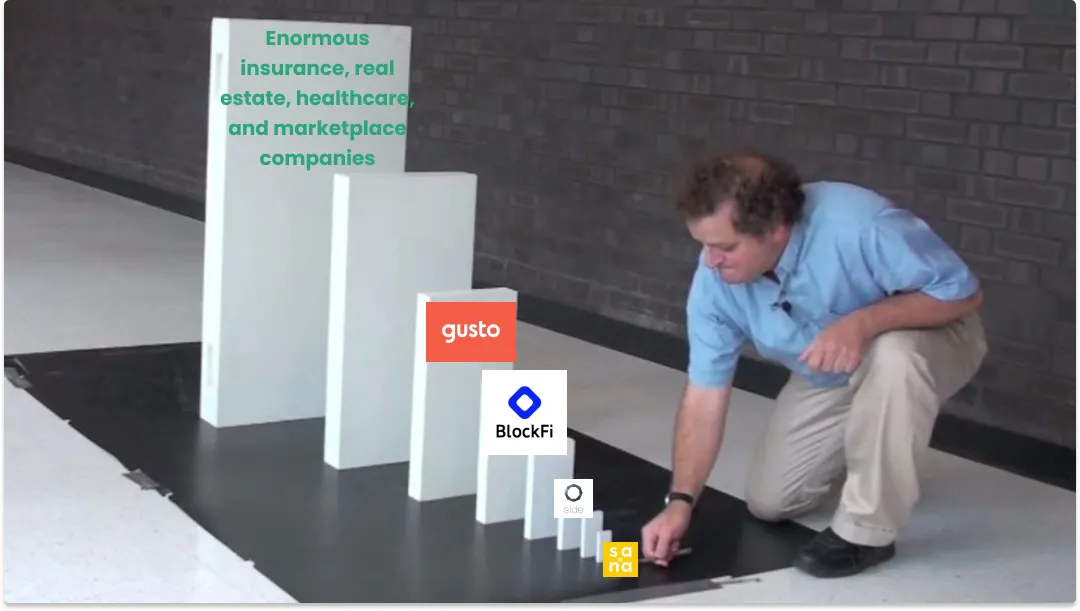 Enormous
insurance, real
estate, healthcare,
and marketplace
companies
gusto
BlockFi
side
sa
na